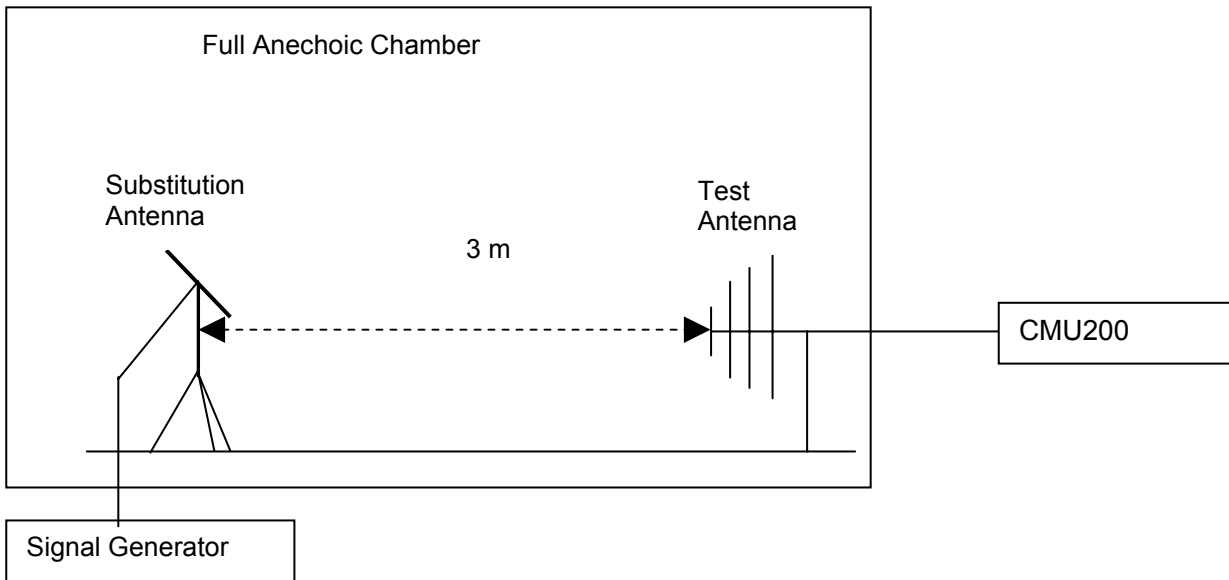 Full Anechoic Chamber
Substitution
Antenna
Test
Antenna
3 m
CMU200
Signal Generator